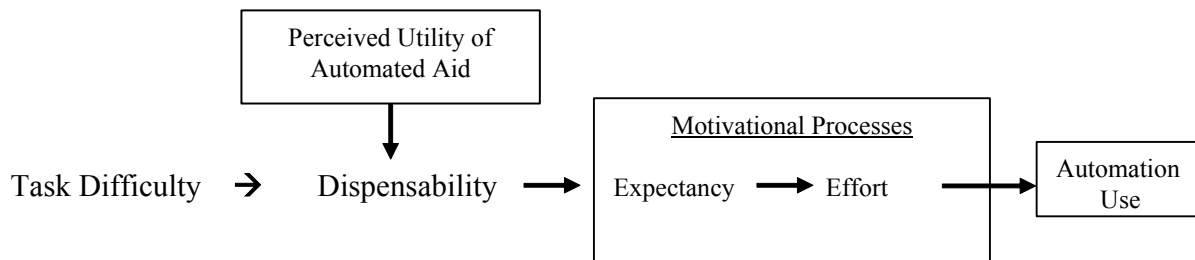 Perceived Utility of
Automated Aid
Motivational Processes
Task Difficulty → Dispensability
Expectancy
Effort
Automation
Use